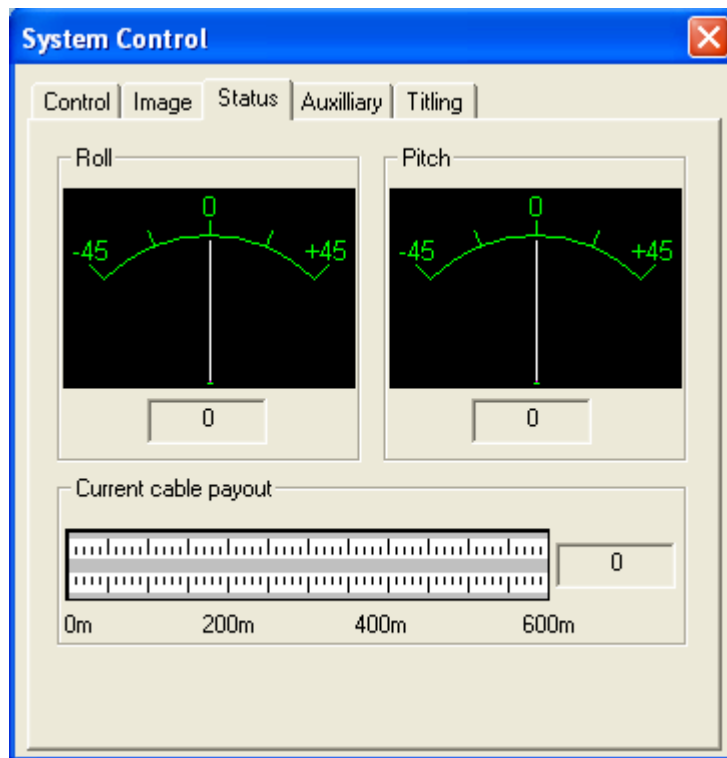 System Control
Control Image Status Auxilliary Titling
Roll Pitch
0 0
-45 +45 -45 +45
0 0
Current cable payout
0
0m 200m 400m 600m